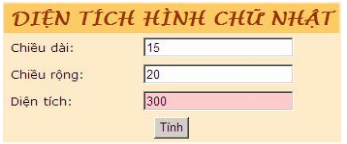 DIỆN TÍCH HÌNH CHỮ NHẬT
Chiều dài: 15
Chiều rộng: 20
Diện tích: 300
Tính